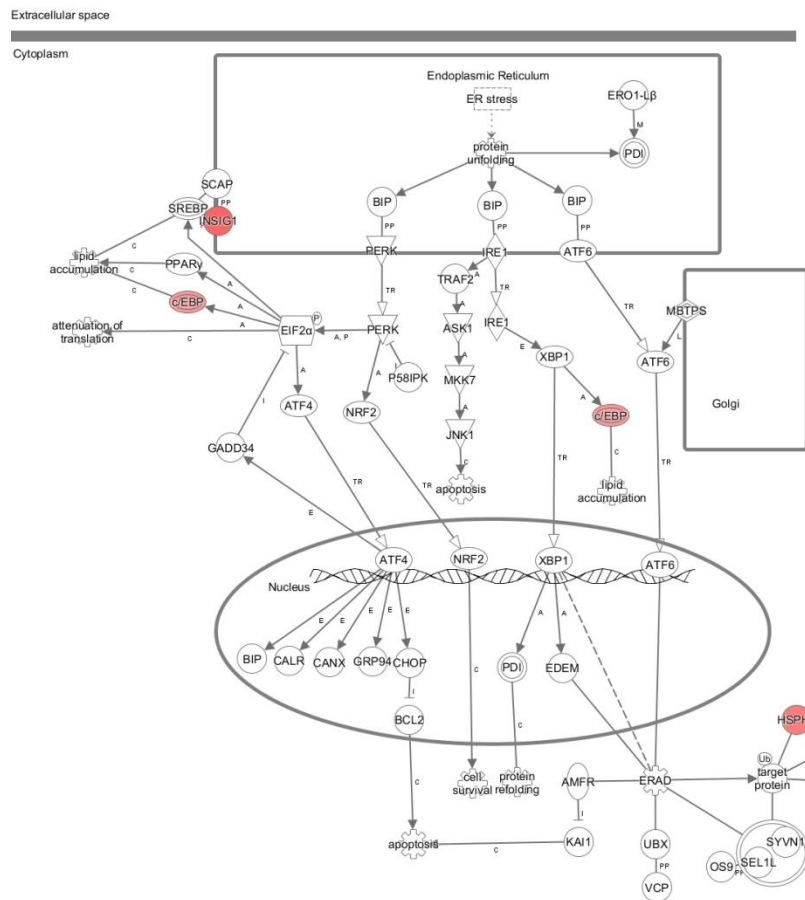 Extracellular space
Cytoplasm
Endoplasmic Reticulum
ER stress
ERO1-Lβ
M
protein
unfolding
PDI
SCAP
PP
SREBP
INSIG1
BIP
BIP
BIP
PP
PP
PP
PERK
IRE1
ATF6
C
lipid
accumulation
PPARγ
C
A
TRAF2
A
TR
TR
TR
MBTPS
C
c/EBP
A
L
attenuation of
translation
A
C
EIF2α
P
A, P
PERK
ASK1
A
IRE1
E
XBP1
ATF6
I
P58IPK
A
A
MKK7
A
A
Golgi
I
ATF4
NRF2
JNK1
c/EBP
GADD34
C
C
TR
TR
apoptosis
TR
lipid
accumulation
TR
E
ATF4
NRF2
XBP1
ATF6
Nucleus
E
E
E
E
E
A
A
BIP
CALR
CANX
GRP94
CHOP
PDI
EDEM
I
C
BCL2
C
HSPH
C
cell
survival
protein
refolding
AMFR
ERAD
Ub
target
protein
I
apoptosis
C
KAI1
UBX
SYVN1
PP
OS9
PP
SEL1L
VCP